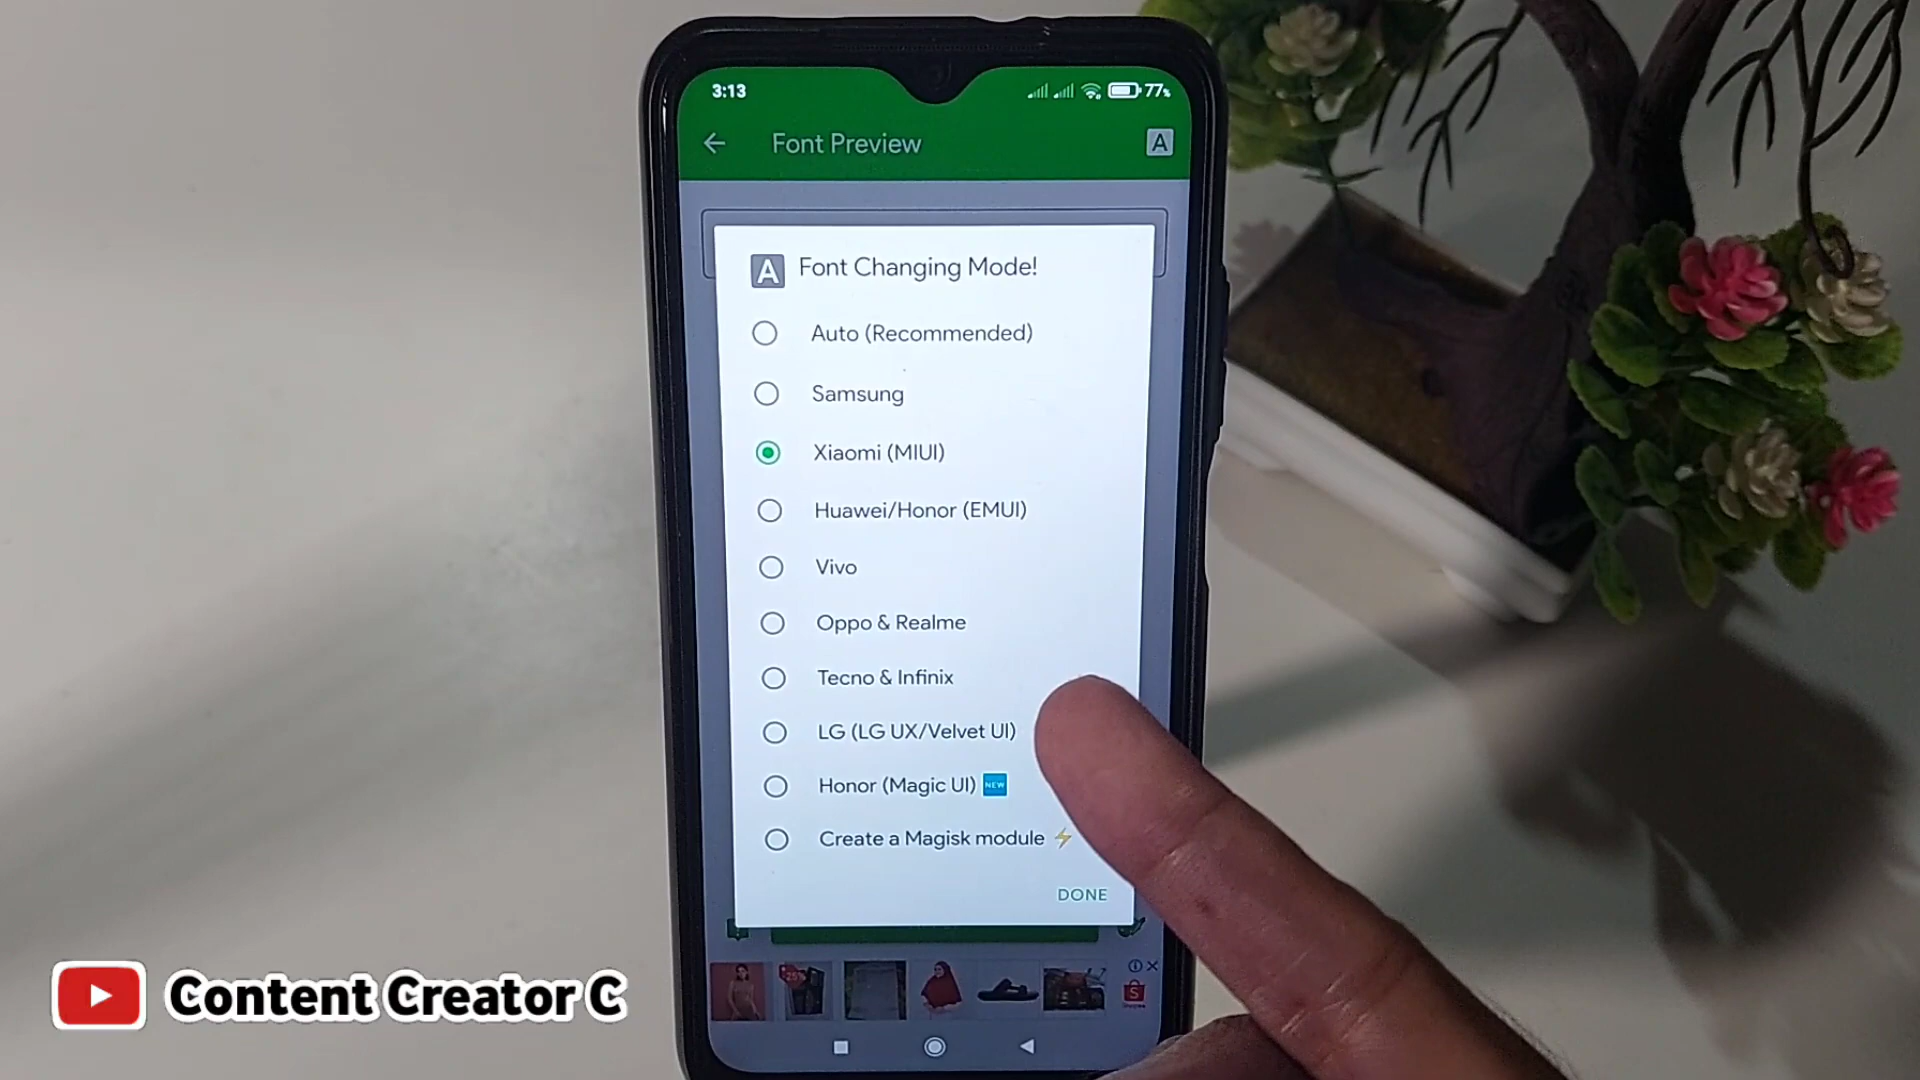 3:13
77%
Font Preview
A
A Font Changing Mode!
Auto (Recommended)
Samsung
Xiaomi (MIUI)
Huawei/Honor (EMUI)
Vivo
Oppo & Realme
Tecno & Infinix
LG (LG UX/Velvet UI)
Honor (Magic UI) NEW
Create a Magisk module
DONE
Content Creator C